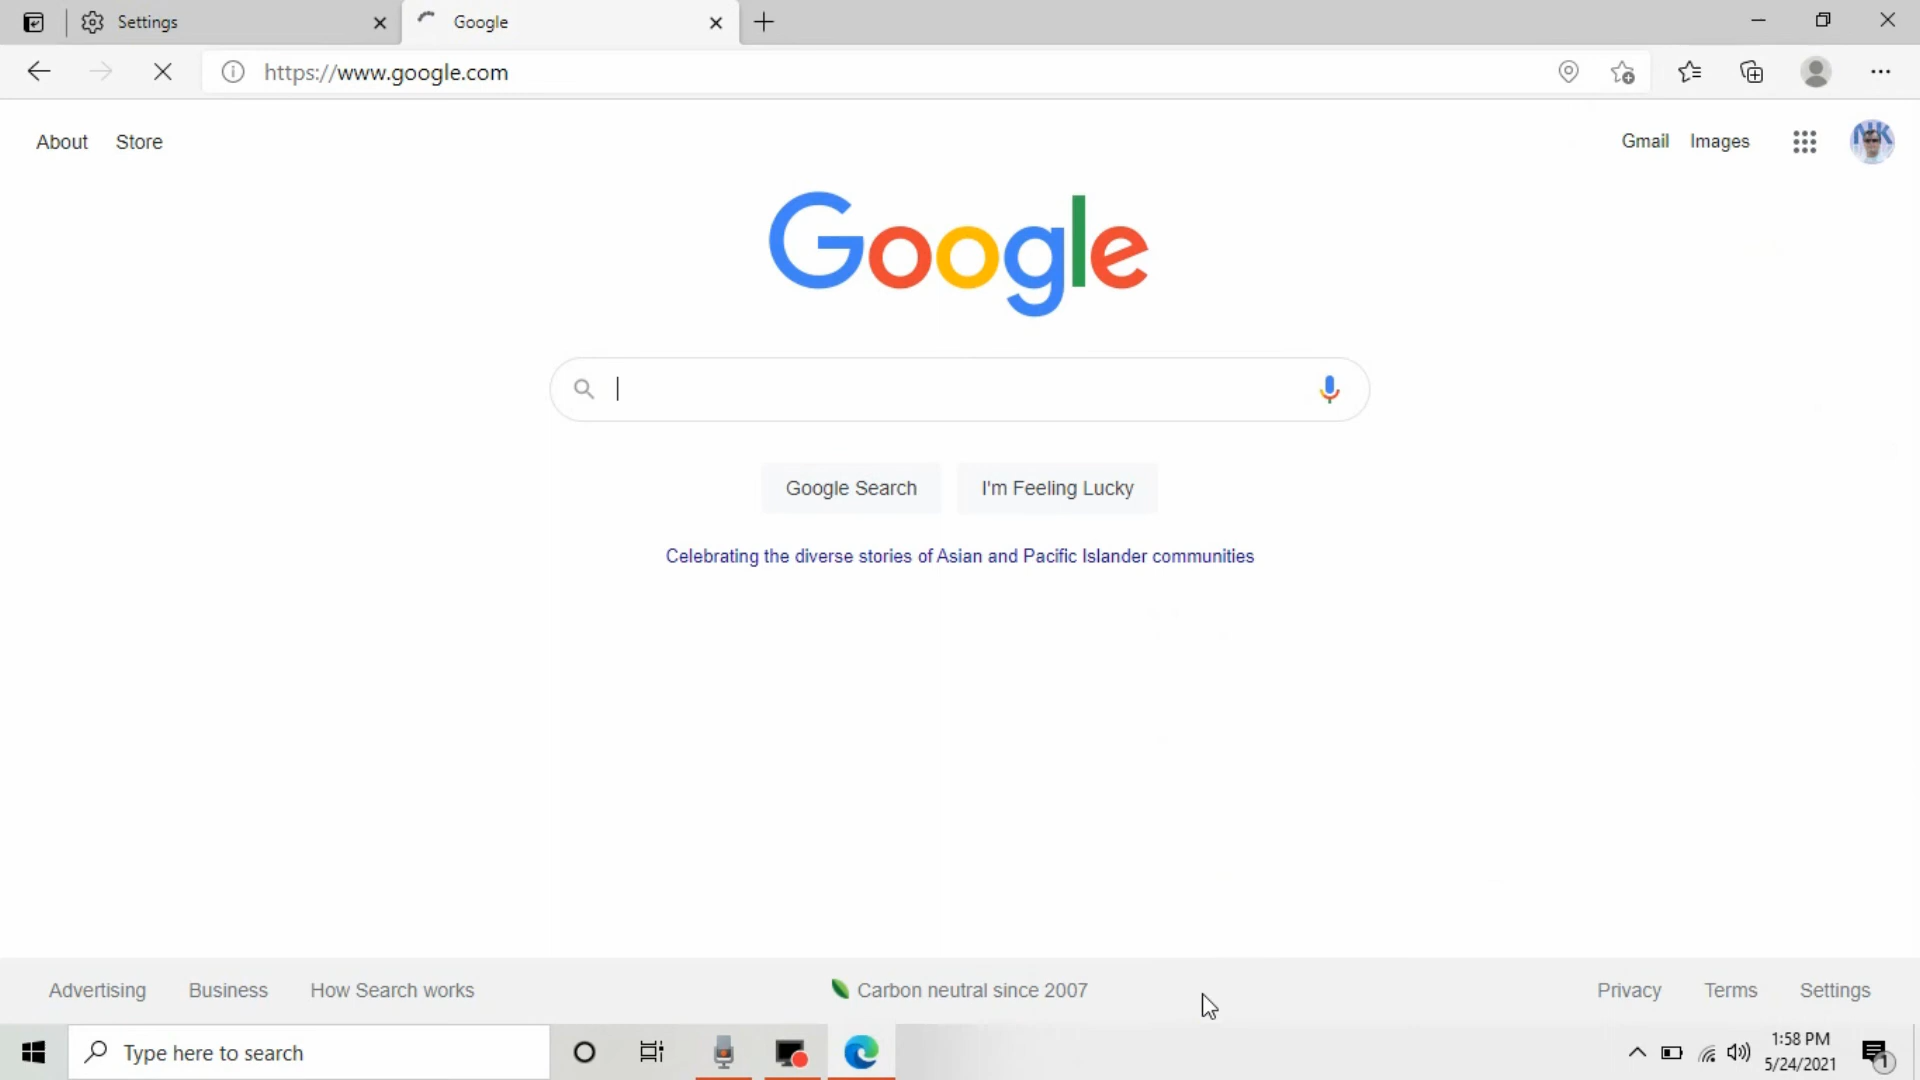 Settings
Google
https://www.google.com
About Store
Gmail Images
NK
Google
Google Search
I'm Feeling Lucky
Celebrating the diverse stories of Asian and Pacific Islander communities
Advertising Business How Search works
Carbon neutral since 2007
Privacy Terms Settings
Type here to search
1:58 PM
5/24/2021
1